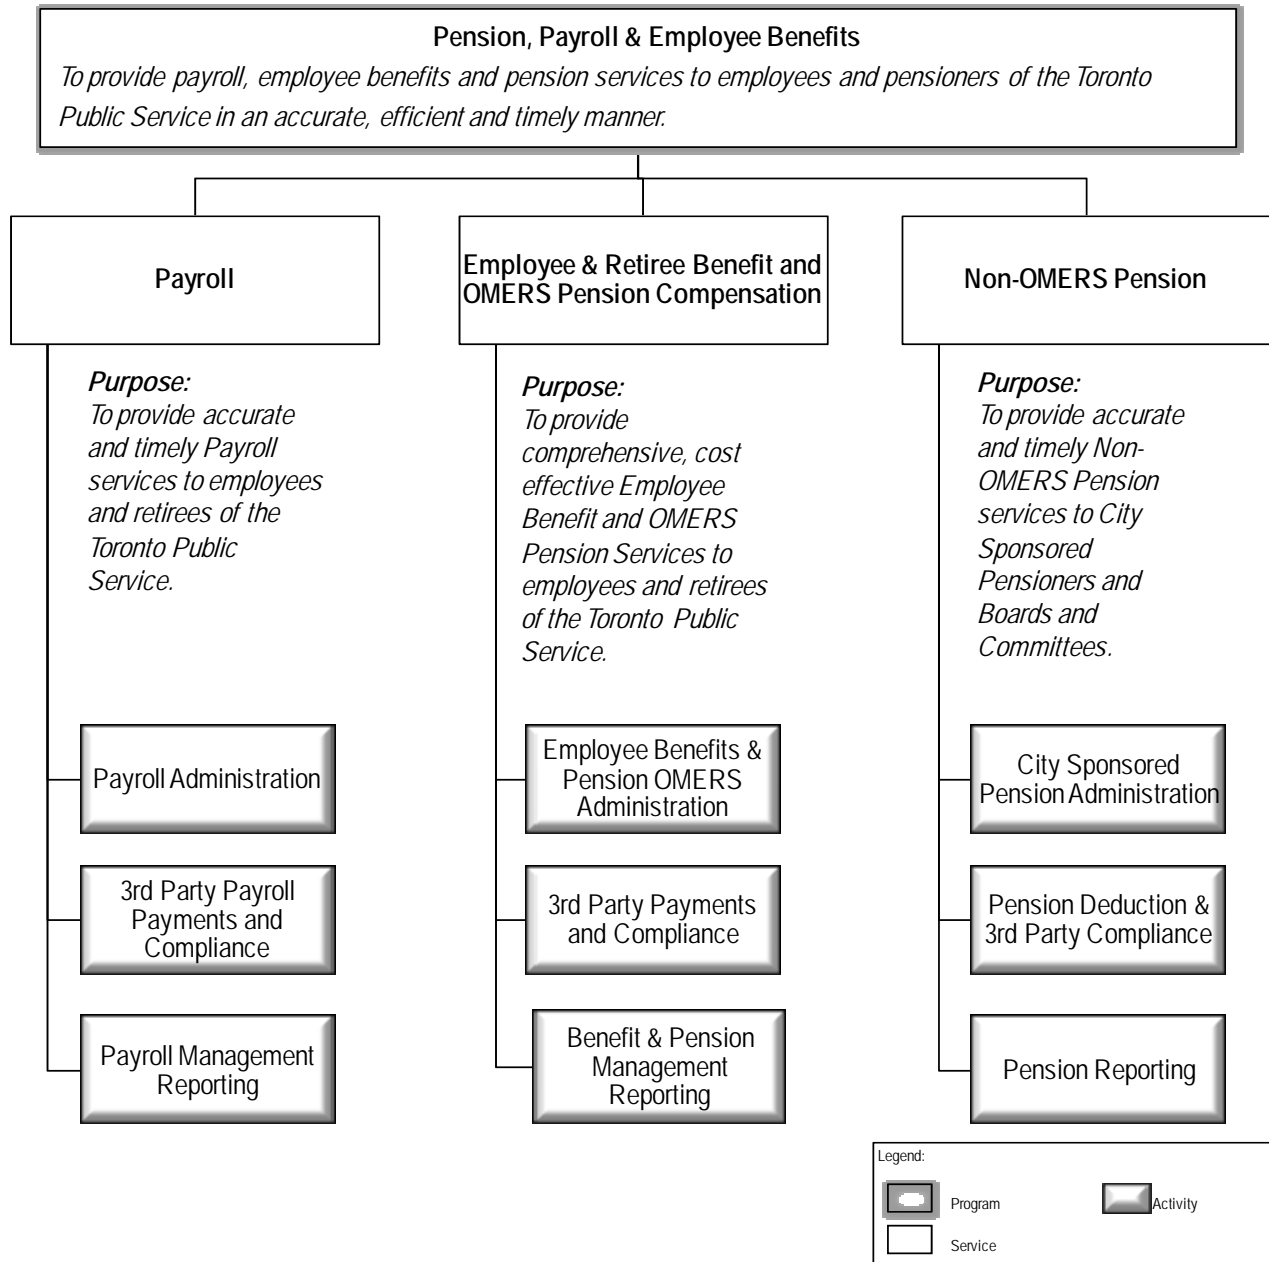 Pension, Payroll & Employee Benefits
To provide payroll, employee benefits and pension services to employees and pensioners of the Toronto
Public Service in an accurate, efficient and timely manner.
Payroll
Employee & Retiree Benefit and
OMERS Pension Compensation
Non-OMERS Pension
Purpose:
To provide accurate
and timely Payroll
services to employees
and retirees of the
Toronto Public
Service.
Purpose:
To provide
comprehensive, cost
effective Employee
Benefit and OMERS
Pension Services to
employees and retirees
of the Toronto Public
Service.
Purpose:
To provide accurate
and timely Non-
OMERS Pension
services to City
Sponsored
Pensioners and
Boards and
Committees.
Payroll Administration
Employee Benefits &
Pension OMERS
Administration
City Sponsored
Pension Administration
3rd Party Payroll
Payments and
Compliance
3rd Party Payments
and Compliance
Pension Deduction &
3rd Party Compliance
Payroll Management
Reporting
Benefit & Pension
Management
Reporting
Pension Reporting
Legend:
Program
Activity
Service